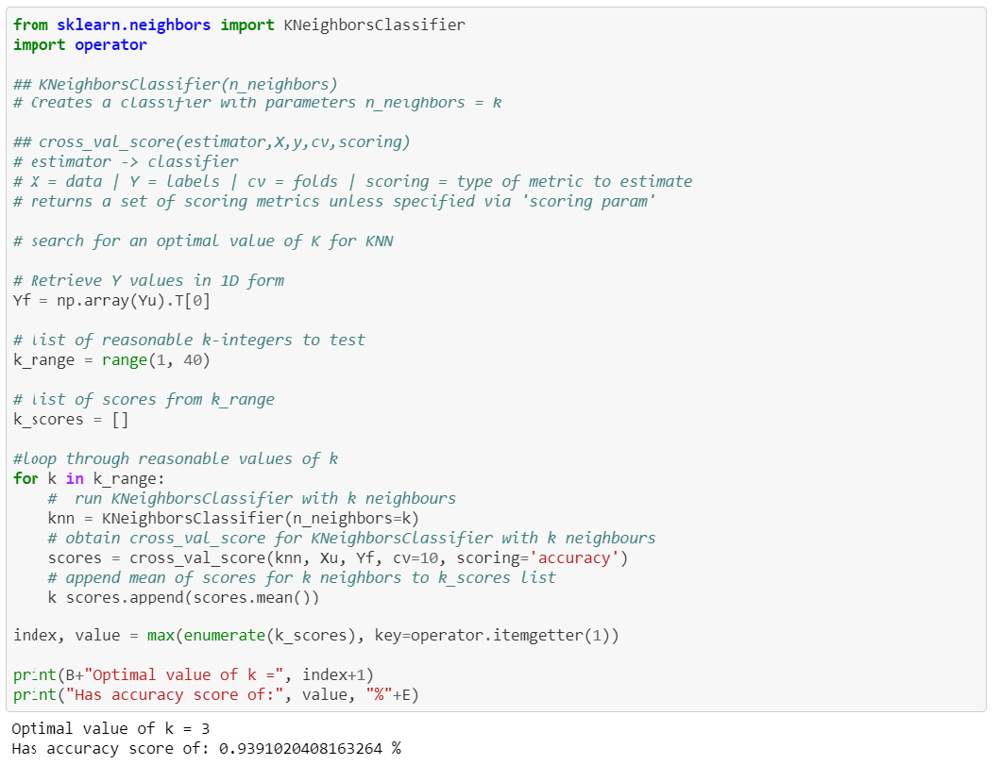 from sklearn.neighbors import KNeighborsClassifier
import operator
## KNeighborsClassifier(n_neighbors)
# Creates a classifier with parameters n_neighbors = k
## cross_val_score(estimator,X,y,cv,scoring)
# estimator -> classifier
# X = data | Y = labels | cv = folds | scoring = type of metric to estimate
# returns a set of scoring metrics unless specified via 'scoring param'
# search for an optimal value of K for KNN
# Retrieve Y values in 1D form
Yf = np.array(Yu).T[0]
# list of reasonable k-integers to test
k_range = range(1, 40)
# list of scores from k_range
k_scores = []
#loop through reasonable values of k
for k in k_range:
    #  run KNeighborsClassifier with k neighbours
    knn = KNeighborsClassifier(n_neighbors=k)
    # obtain cross_val_score for KNeighborsClassifier with k neighbours
    scores = cross_val_score(knn, Xu, Yf, cv=10, scoring='accuracy')
    # append mean of scores for k neighbors to k_scores list
    k_scores.append(scores.mean())
index, value = max(enumerate(k_scores), key=operator.itemgetter(1))
print(B+"Optimal value of k =", index+1)
print("Has accuracy score of:", value, "%"+E)
Optimal value of k = 3
Has accuracy score of: 0.9391020408163264 %